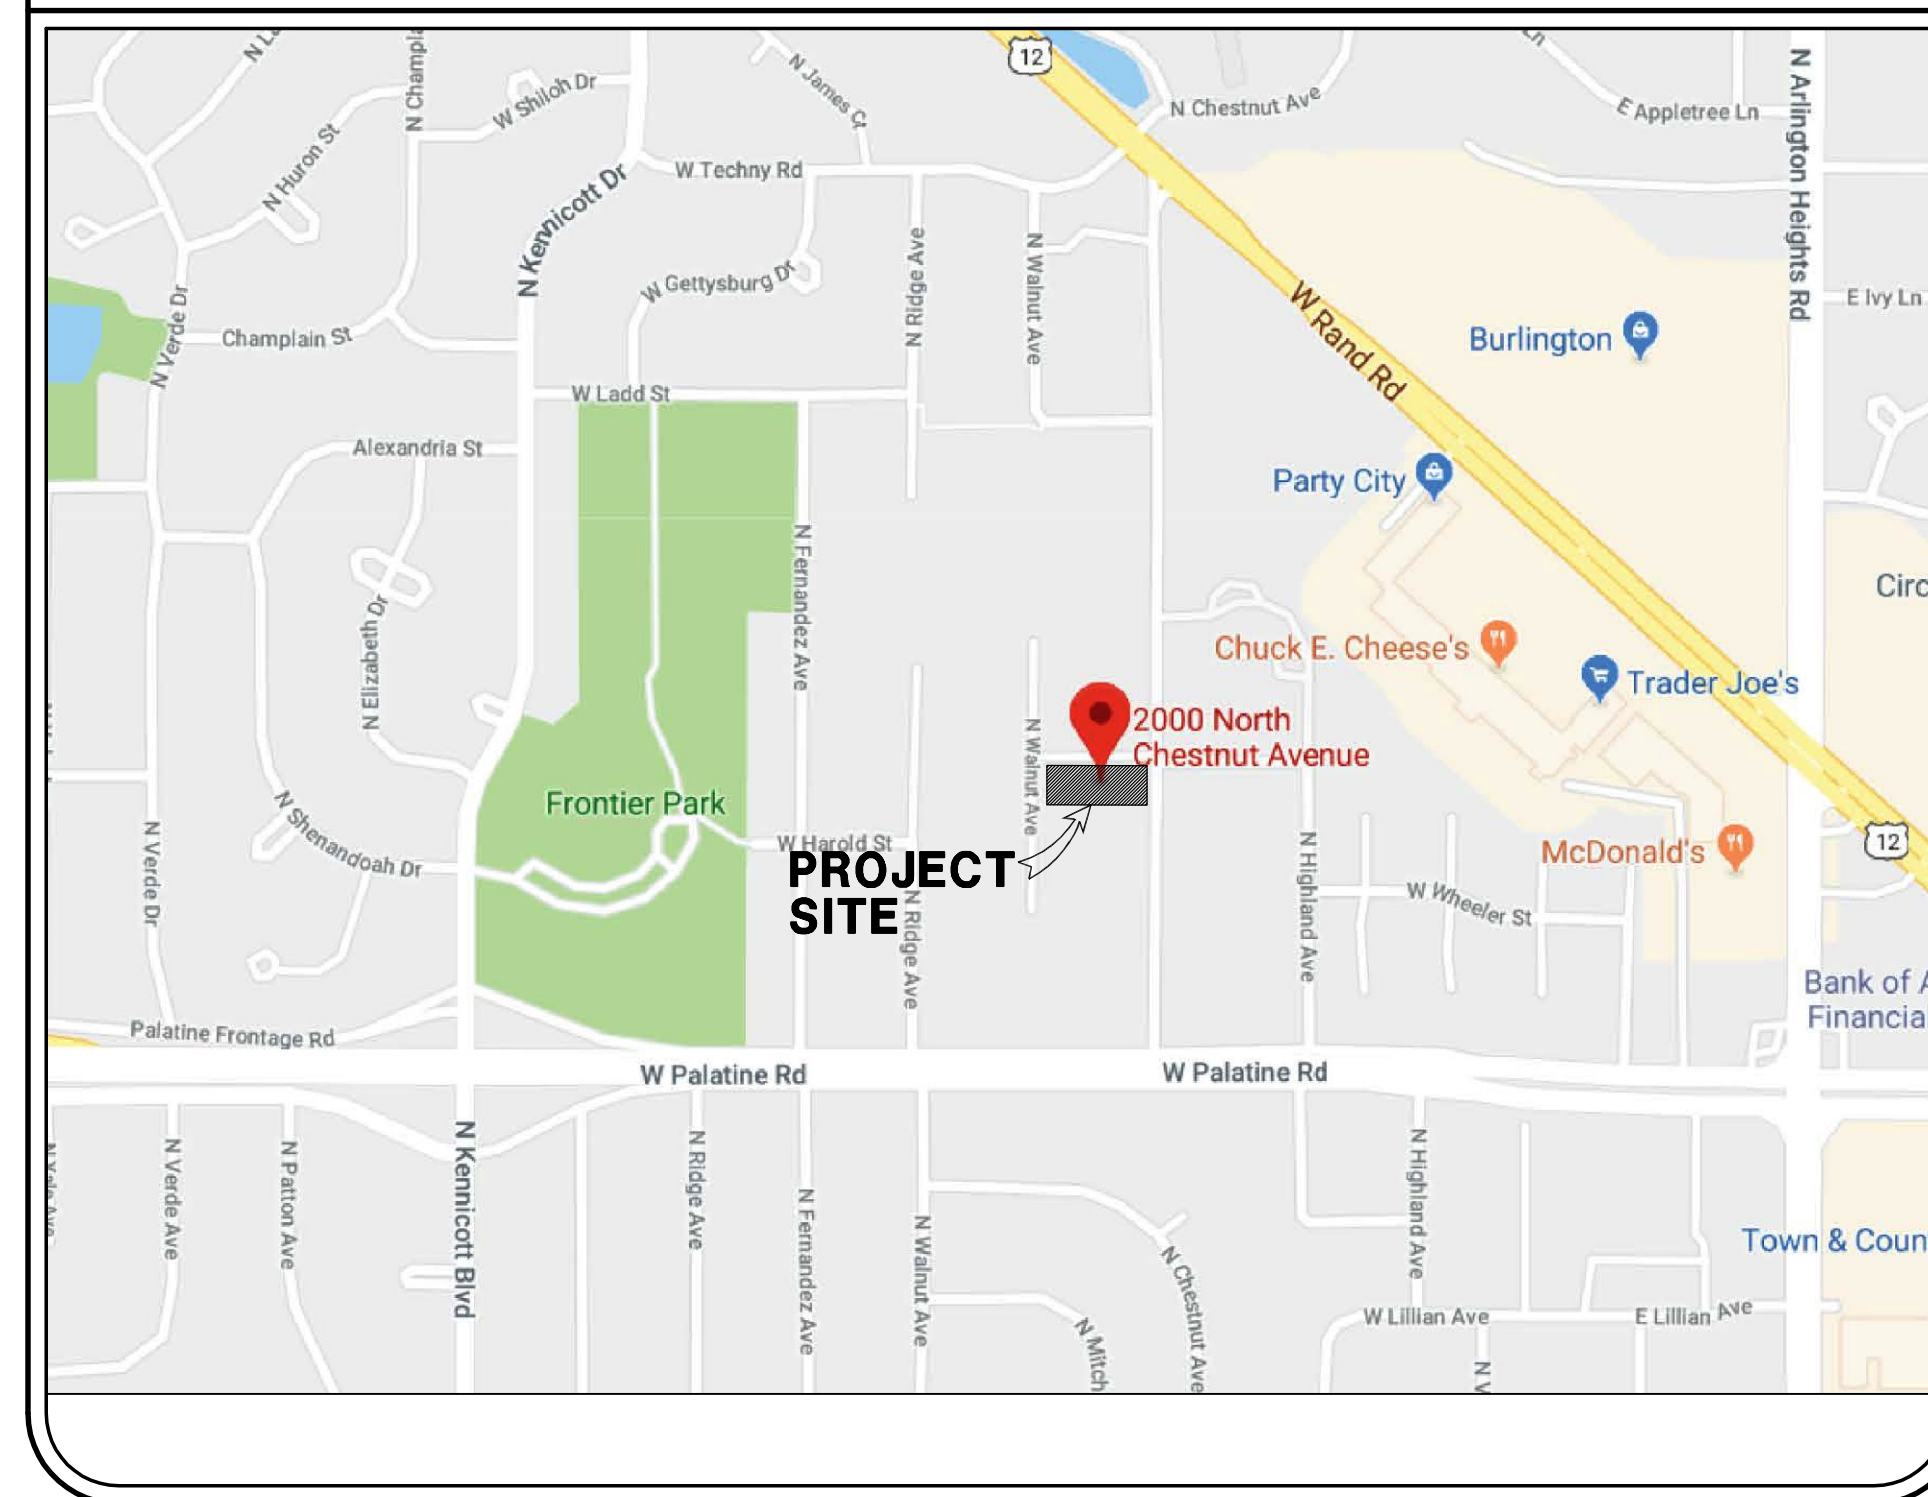 12
N Arlington Heights Rd
N James Ct
N Chestnut Ave
E Appletree Ln
W Shiloh Dr
N Huron St
W Techny Rd
N Kennicott Dr
N Ridge Ave
N Walnut Ave
W Gettysburg Dr
E Ivy Ln
N Verde Dr
Champlain St
W Rand Rd
Burlington
W Ladd St
Alexandria St
Party City
N Fernandez Ave
Circ
N Elizabeth Dr
Chuck E. Cheese's
Trader Joe's
2000 North
Chestnut Avenue
N Walnut Ave
Frontier Park
N Shenandoah Dr
N Verde Dr
W Harold St
PROJECT
SITE
N Ridge Ave
N Highland Ave
McDonald's
12
W Wheeler St
Bank of A
Financia
Palatine Frontage Rd
W Palatine Rd
W Palatine Rd
N Kennicott Blvd
N Verde Ave
N Patton Ave
N Ridge Ave
N Fernandez Ave
N Walnut Ave
N Mitch
N Chestnut Ave
N Highland Ave
Town & Coun
W Lillian Ave
E Lillian Ave